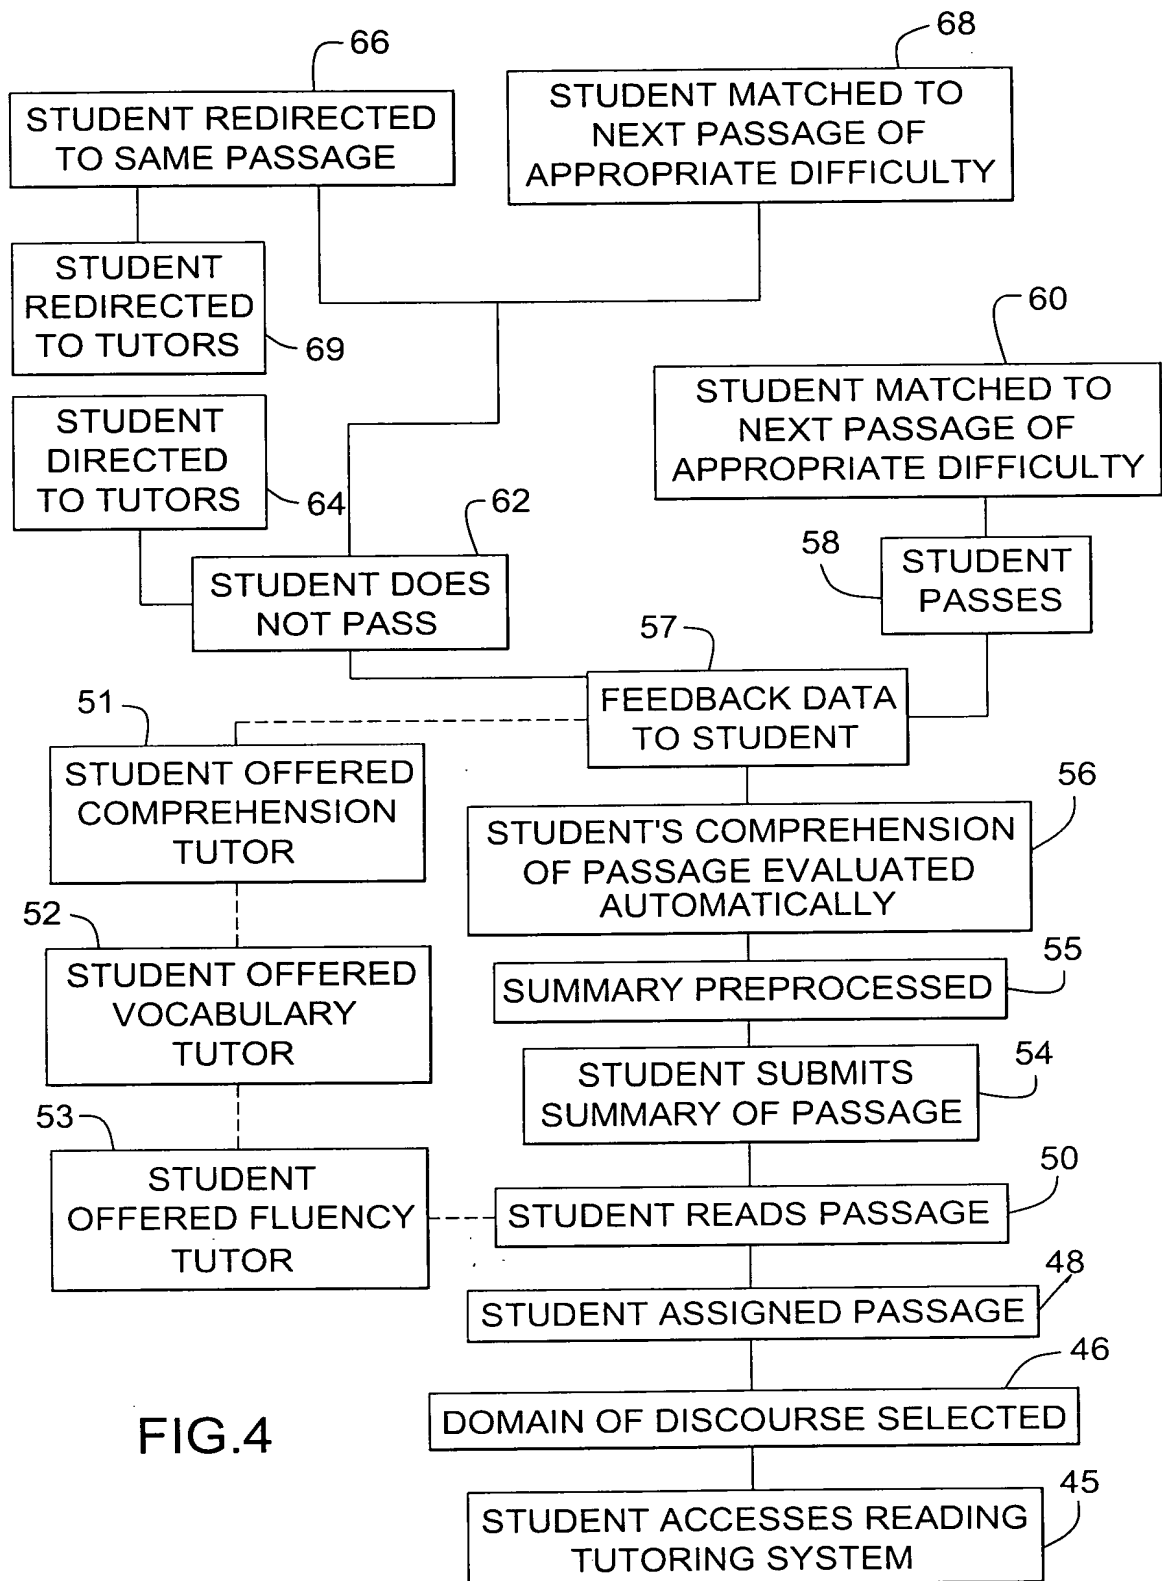 66
STUDENT REDIRECTED
TO SAME PASSAGE
68
STUDENT MATCHED TO
NEXT PASSAGE OF
APPROPRIATE DIFFICULTY
STUDENT
REDIRECTED
TO TUTORS
69
60
STUDENT MATCHED TO
NEXT PASSAGE OF
APPROPRIATE DIFFICULTY
STUDENT
DIRECTED
TO TUTORS
64
62
STUDENT DOES
NOT PASS
58
STUDENT
PASSES
57
FEEDBACK DATA
TO STUDENT
51
STUDENT OFFERED
COMPREHENSION
TUTOR
56
STUDENT'S COMPREHENSION
OF PASSAGE EVALUATED
AUTOMATICALLY
52
STUDENT OFFERED
VOCABULARY
TUTOR
55
SUMMARY PREPROCESSED
54
STUDENT SUBMITS
SUMMARY OF PASSAGE
53
STUDENT
OFFERED FLUENCY
TUTOR
50
STUDENT READS PASSAGE
48
STUDENT ASSIGNED PASSAGE
46
DOMAIN OF DISCOURSE SELECTED
FIG.4
45
STUDENT ACCESSES READING
TUTORING SYSTEM